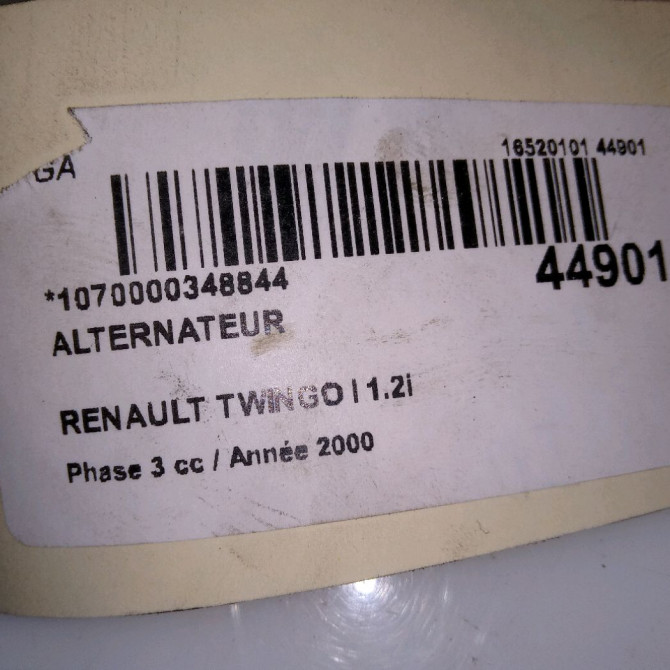 GA
16520101 44901
*1070000348844
44901
ALTERNATEUR
RENAULT TWINGO I 1.2i
Phase 3 cc / Année 2000